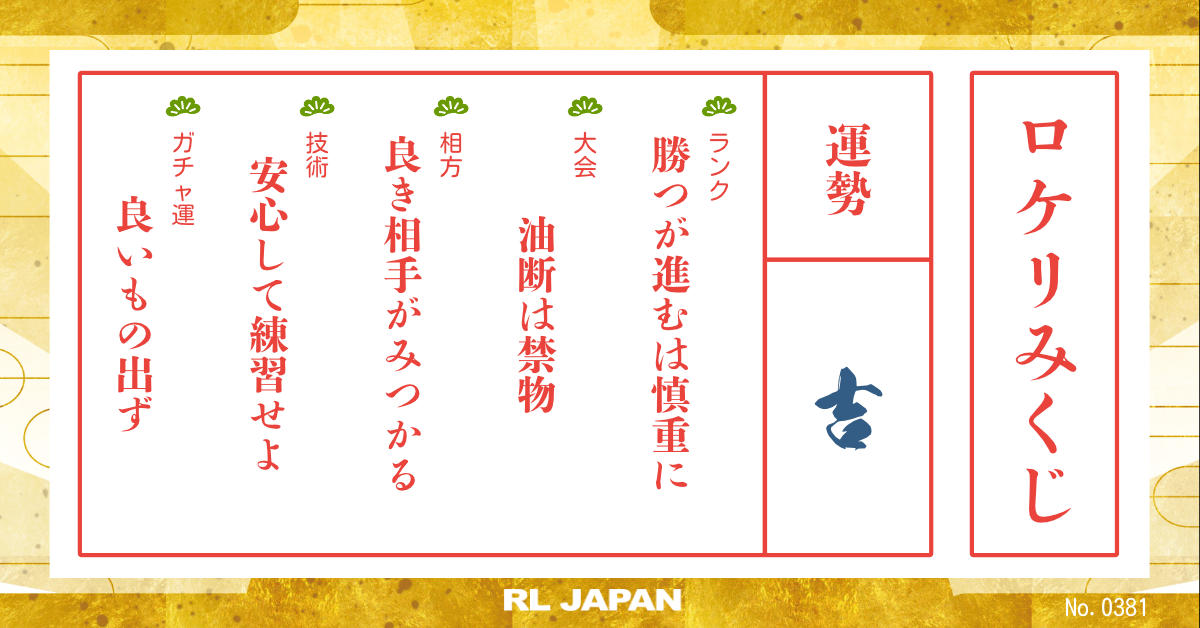 ロケリみくじ
運勢
吉
ランク
勝つが進むは慎重に
大会
油断は禁物
相方
良き相手がみつかる
技術
安心して練習せよ
ガチャ運
良いもの出ず
RL JAPAN
No. 0381